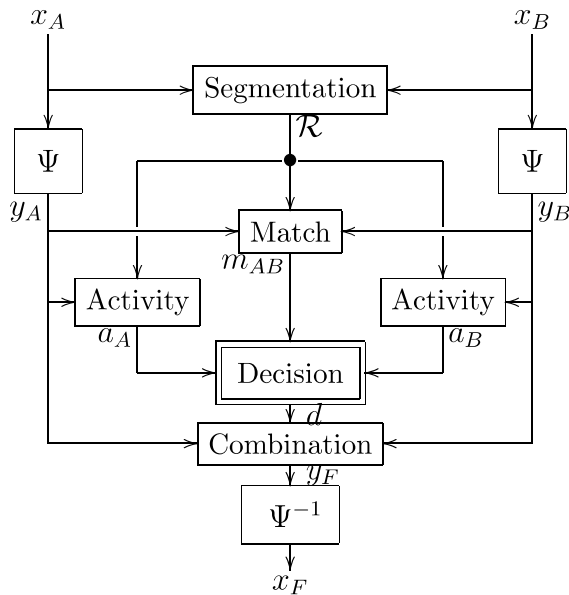 x_A x_B
Segmentation
ℛ
Ψ Ψ
y_A y_B
Match
m_AB
Activity Activity
a_A a_B
Decision
d
Combination
y_F
Ψ⁻¹
x_F